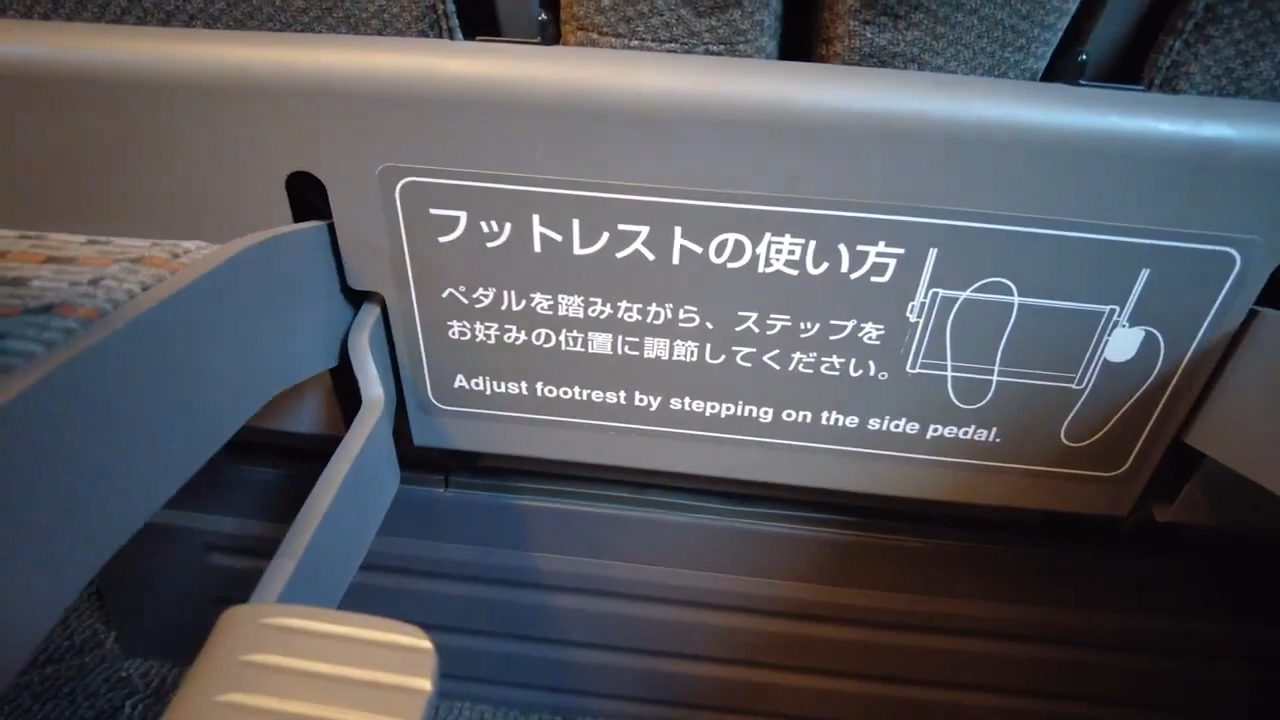 フットレストの使い方
ペダルを踏みながら、ステップを
お好みの位置に調節してください。
Adjust footrest by stepping on the side pedal.